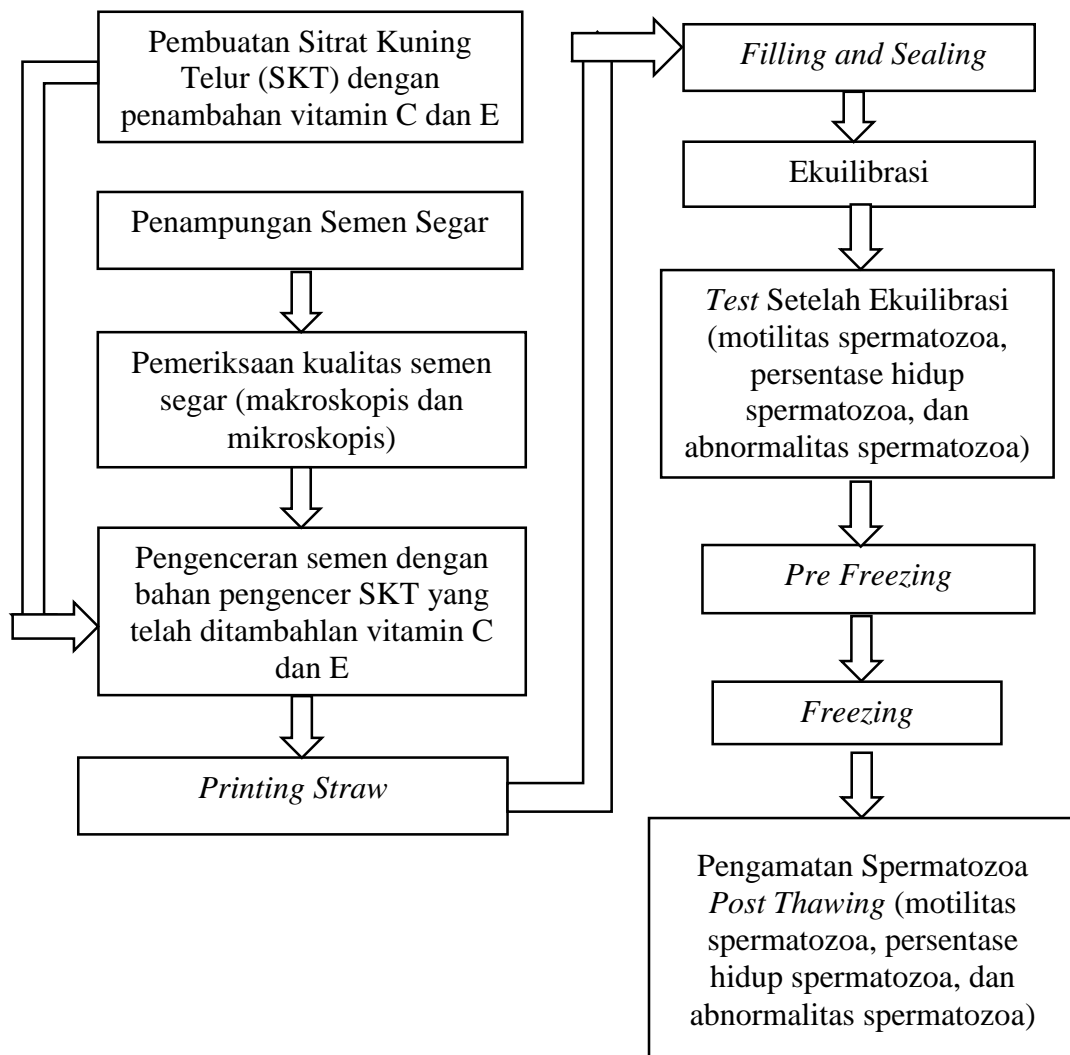 Pembuatan Sitrat Kuning
Telur (SKT) dengan
penambahan vitamin C dan E
Penampungan Semen Segar
Pemeriksaan kualitas semen
segar (makroskopis dan
mikroskopis)
Pengenceran semen dengan
bahan pengencer SKT yang
telah ditambahlan vitamin C
dan E
Printing Straw
Filling and Sealing
Ekuilibrasi
Test Setelah Ekuilibrasi
(motilitas spermatozoa,
persentase hidup
spermatozoa, dan
abnormalitas spermatozoa)
Pre Freezing
Freezing
Pengamatan Spermatozoa
Post Thawing (motilitas
spermatozoa, persentase
hidup spermatozoa, dan
abnormalitas spermatozoa)